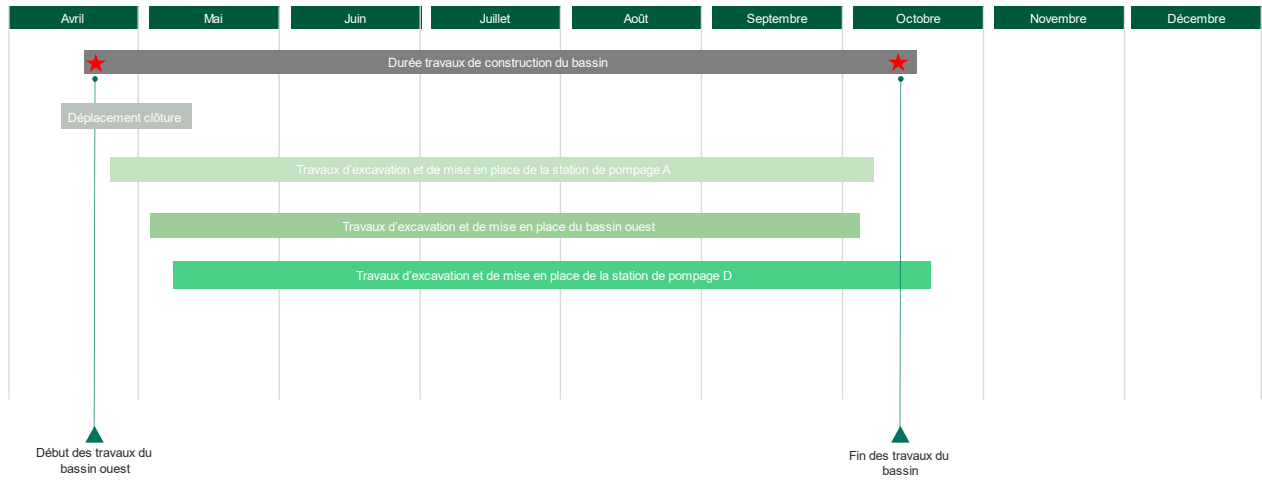 Avril
Mai
Juin
Juillet
Août
Septembre
Octobre
Novembre
Décembre
Durée travaux de construction du bassin
Déplacement clôture
Travaux d'excavation et de mise en place de la station de pompage A
Travaux d'excavation et de mise en place du bassin ouest
Travaux d'excavation et de mise en place de la station de pompage D
Début des travaux du
bassin ouest
Fin des travaux du
bassin